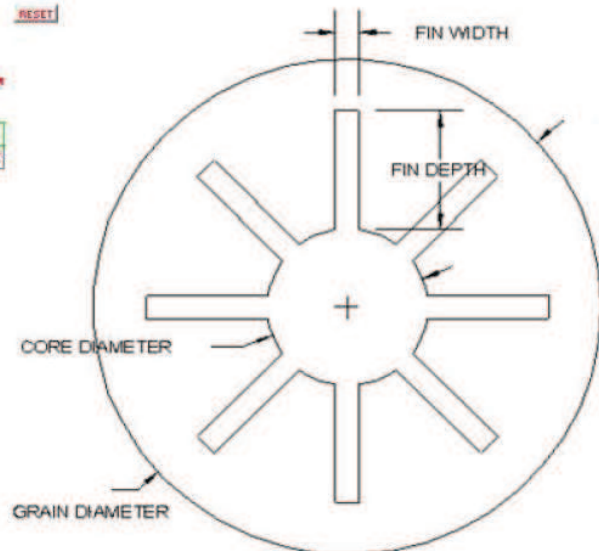 RESET
FIN WIDTH
FIN DEPTH
CORE DIAMETER
GRAIN DIAMETER